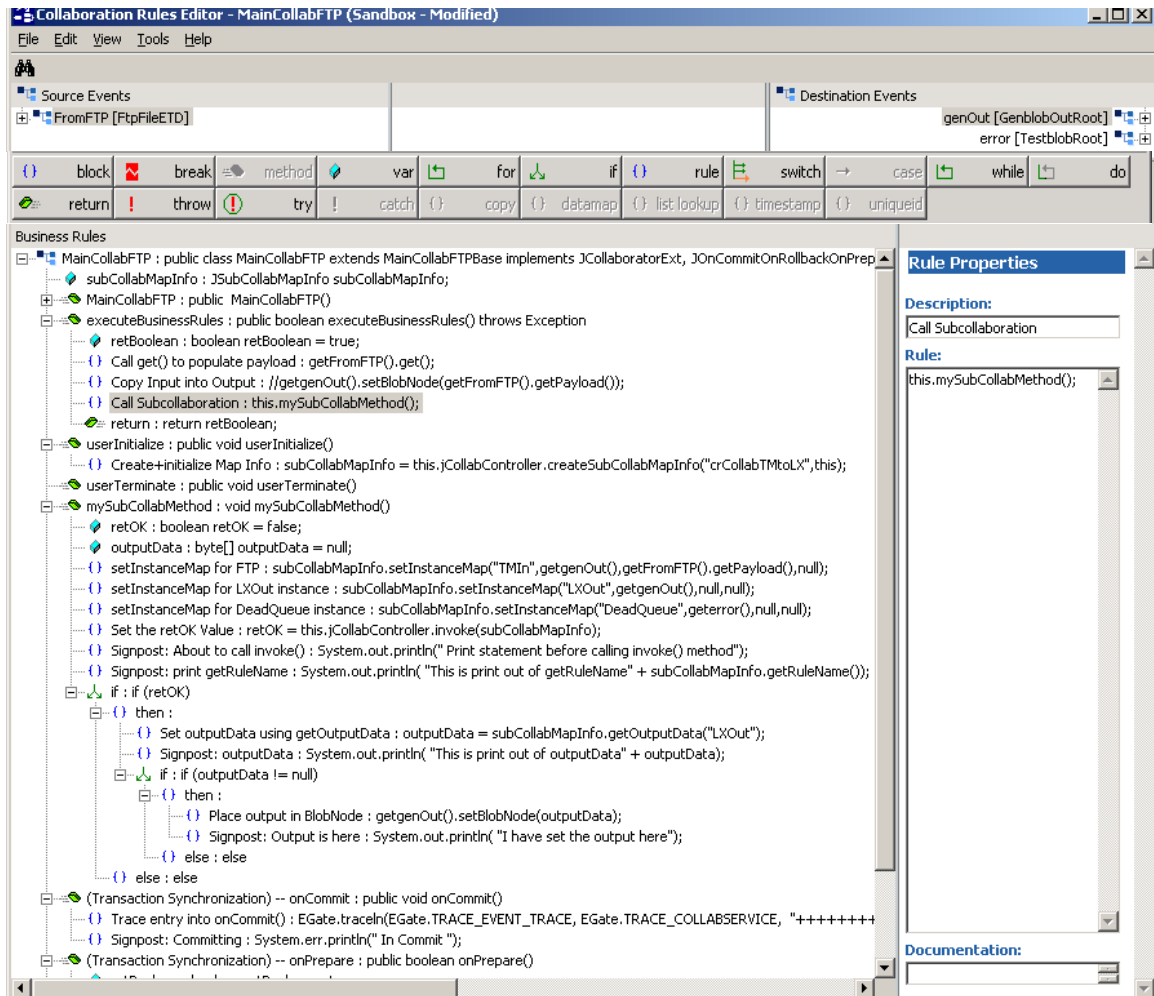 Collaboration Rules Editor - MainCollabFTP (Sandbox - Modified)
File Edit View Tools Help
Source Events
Destination Events
FromFTP [FtpFileETD]
genOut [GenblobOutRoot]
error [TestblobRoot]
{} block break method var for if {} rule switch case while do
return ! throw try ! catch {} copy {} datamap {} list lookup {} timestamp {} uniqueid
Business Rules
MainCollabFTP : public class MainCollabFTP extends MainCollabFTPBase implements JCollaboratorExt, JOnCommitOnRollbackOnPrep
subCollabMapInfo : JSubCollabMapInfo subCollabMapInfo;
MainCollabFTP : public MainCollabFTP()
executeBusinessRules : public boolean executeBusinessRules() throws Exception
retBoolean : boolean retBoolean = true;
{} Call get() to populate payload : getFromFTP().get();
{} Copy Input into Output : //getgenOut().setBlobNode(getFromFTP().getPayload());
{} Call Subcollaboration : this.mySubCollabMethod();
return : return retBoolean;
userInitialize : public void userInitialize()
{} Create+initialize Map Info : subCollabMapInfo = this.jCollabController.createSubCollabMapInfo("crCollabTMtoLX",this);
userTerminate : public void userTerminate()
mySubCollabMethod : void mySubCollabMethod()
retOK : boolean retOK = false;
outputData : byte[] outputData = null;
{} setInstanceMap for FTP : subCollabMapInfo.setInstanceMap("TMIn",getgenOut(),getFromFTP().getPayload(),null);
{} setInstanceMap for LXOut instance : subCollabMapInfo.setInstanceMap("LXOut",getgenOut(),null,null);
{} setInstanceMap for DeadQueue instance : subCollabMapInfo.setInstanceMap("DeadQueue",geterror(),null,null);
{} Set the retOK Value : retOK = this.jCollabController.invoke(subCollabMapInfo);
{} Signpost: About to call invoke() : System.out.println(" Print statement before calling invoke() method");
{} Signpost: print getRuleName : System.out.println( "This is print out of getRuleName" + subCollabMapInfo.getRuleName());
if : if (retOK)
{} then :
{} Set outputData using getOutputData : outputData = subCollabMapInfo.getOutputData("LXOut");
{} Signpost: outputData : System.out.println( "This is print out of outputData" + outputData);
if : if (outputData != null)
{} then :
{} Place output in BlobNode : getgenOut().setBlobNode(outputData);
{} Signpost: Output is here : System.out.println( "I have set the output here");
{} else : else
{} else : else
(Transaction Synchronization) -- onCommit : public void onCommit()
{} Trace entry into onCommit() : EGate.traceln(EGate.TRACE_EVENT_TRACE, EGate.TRACE_COLLABSERVICE, "++++++++
{} Signpost: Committing : System.err.println(" In Commit ");
(Transaction Synchronization) -- onPrepare : public boolean onPrepare()
Rule Properties
Description:
Call Subcollaboration
Rule:
this.mySubCollabMethod();
Documentation: